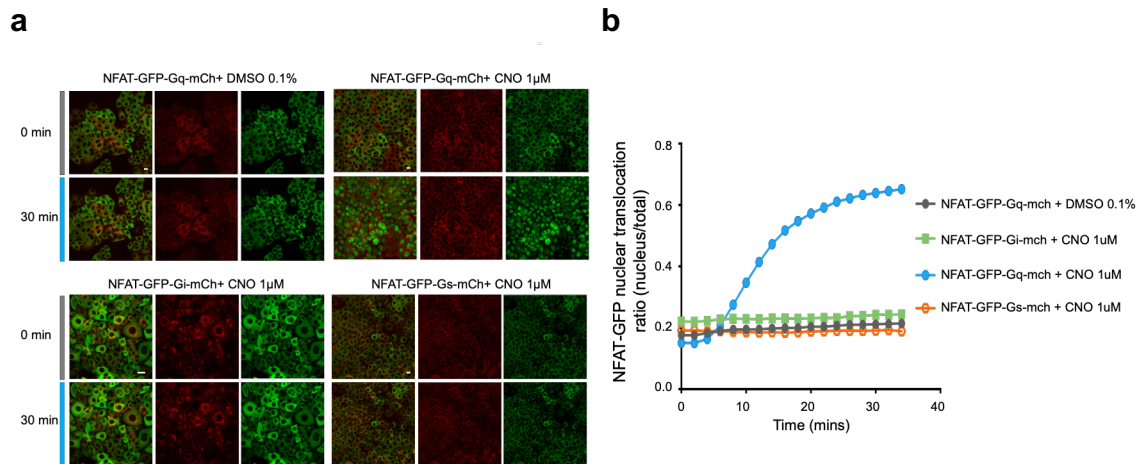 a
NFAT-GFP-Gq-mCh+ DMSO 0.1%
NFAT-GFP-Gq-mCh+ CNO 1μM
0 min
30 min
NFAT-GFP-Gi-mCh+ CNO 1μM
NFAT-GFP-Gs-mCh+ CNO 1μM
0 min
30 min
b
NFAT-GFP nuclear translocation
ratio (nucleus/total)
0.8
0.6
0.4
0.2
0.0
0
10
20
30
40
Time (mins)
NFAT-GFP-Gq-mch + DMSO 0.1%
NFAT-GFP-Gi-mch + CNO 1uM
NFAT-GFP-Gq-mch + CNO 1uM
NFAT-GFP-Gs-mch + CNO 1uM